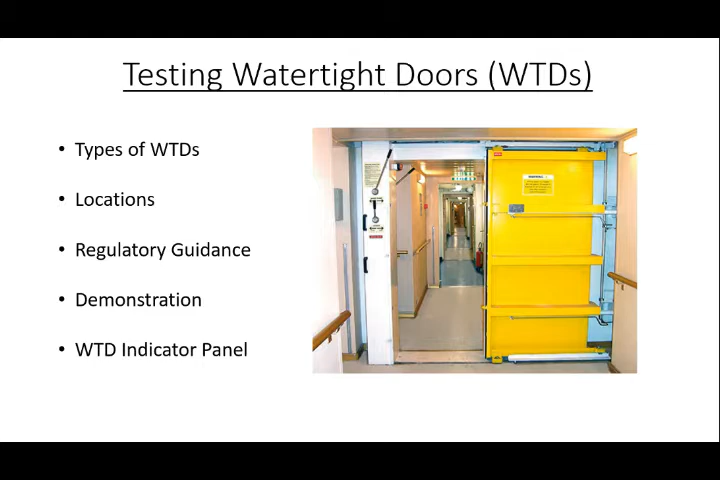 Testing Watertight Doors (WTDs)
• Types of WTDs
• Locations
• Regulatory Guidance
• Demonstration
• WTD Indicator Panel